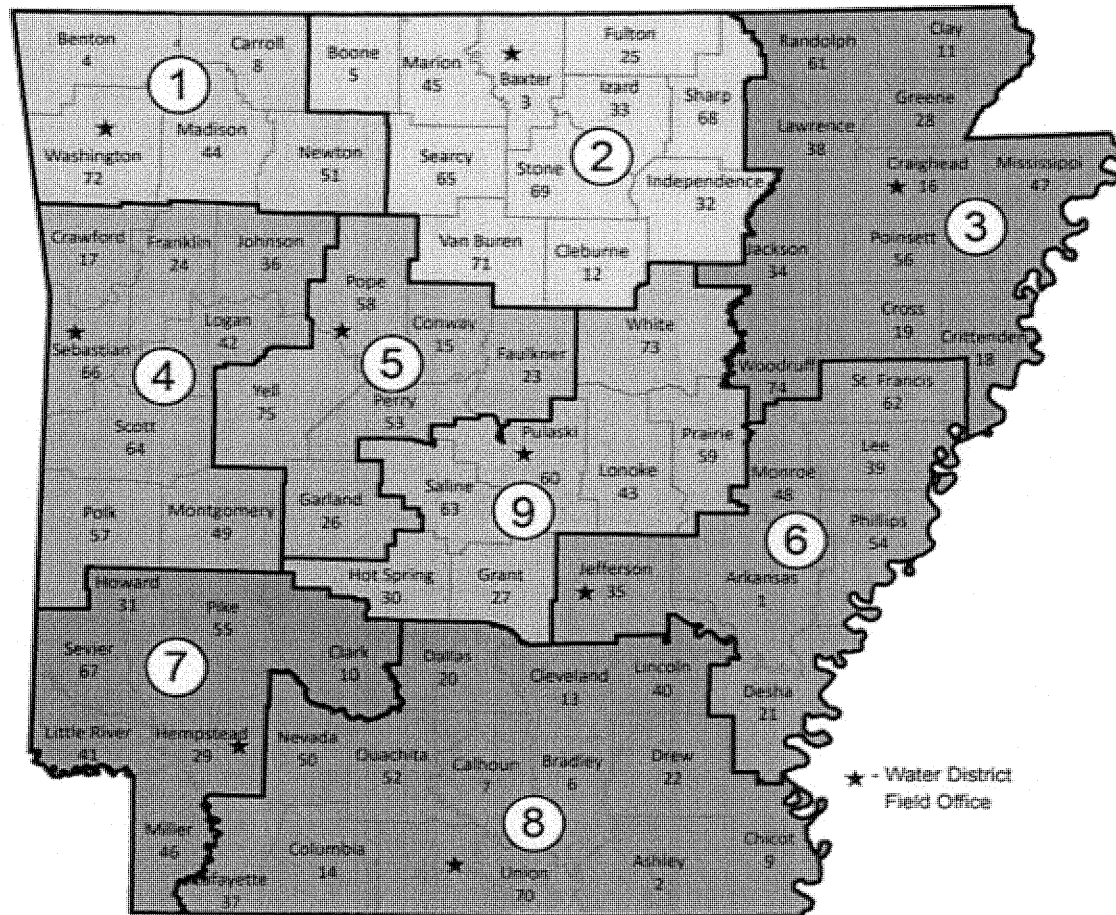 Benton
4
Carroll
8
1
Washington
72
Madison
44
Newton
51
Boone
5
Marion
45
Baxter
3
Fulton
25
Izard
33
Sharp
68
2
Searcy
65
Stone
69
Independence
32
Van Buren
71
Cleburne
12
Randolph
61
Clay
11
Greene
28
Lawrence
38
Craighead
16
Mississippi
47
3
Jackson
34
Poinsett
56
Cross
19
Crittenden
18
Woodruff
74
Crawford
17
Franklin
24
Johnson
36
Logan
42
Sebastian
66
4
Scott
64
Polk
57
Montgomery
49
Pope
58
Conway
15
Faulkner
23
5
Yell
75
Perry
53
Garland
26
White
73
Pulaski
60
Prairie
59
Lonoke
43
Saline
63
9
Hot Spring
30
Grant
27
St. Francis
62
Lee
39
Monroe
48
Phillips
54
6
Jefferson
35
Arkansas
1
Desha
21
Howard
31
Pike
55
Clark
10
Sevier
67
7
Little River
41
Hempstead
29
Miller
46
Lafayette
37
Dallas
20
Cleveland
13
Lincoln
40
Nevada
50
Ouachita
52
Calhoun
7
Bradley
6
Drew
22
8
Columbia
14
Union
70
Ashley
2
Chicot
9
★ - Water District
Field Office